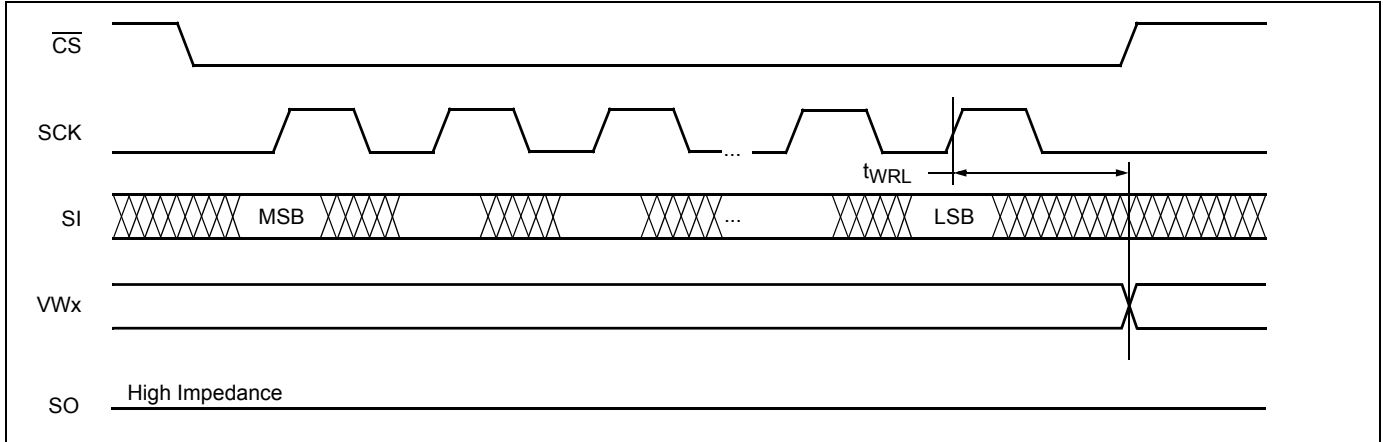 CS
SCK
...
tWRL
SI
MSB
...
LSB
VWx
High Impedance
SO